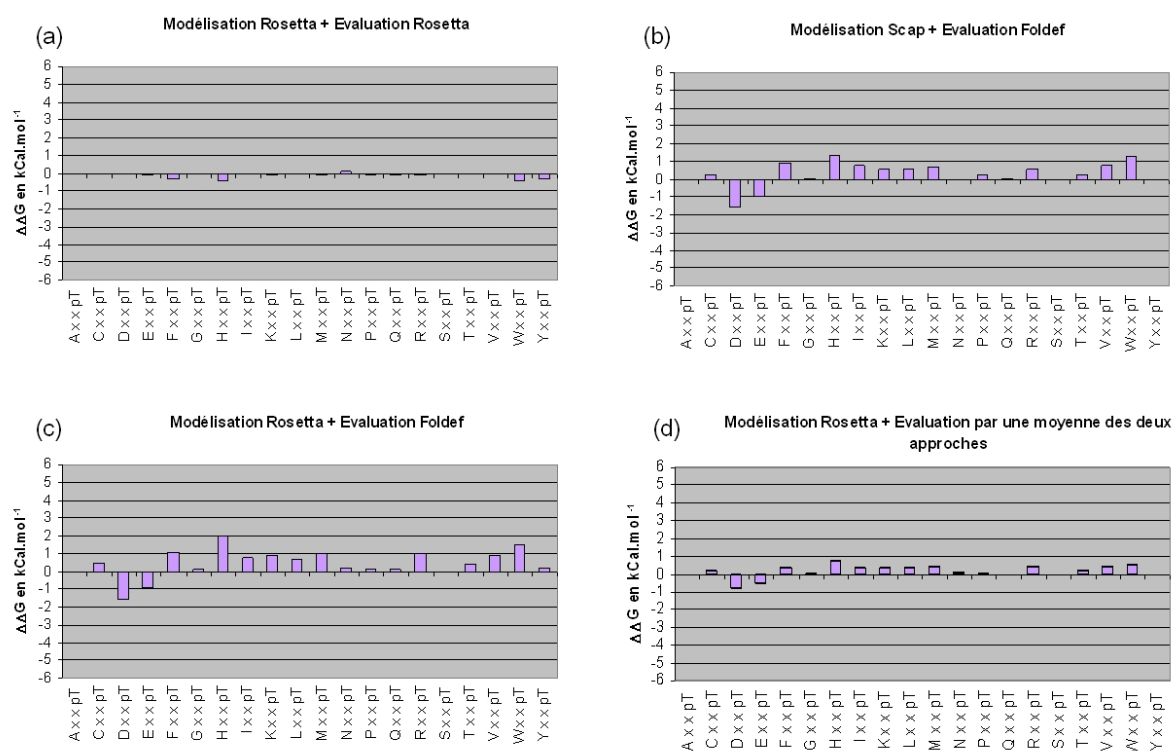 (a)
Modélisation Rosetta + Evaluation Rosetta
ΔΔG en kCal.mol⁻¹
6
5
4
3
2
1
0
-1
-2
-3
-4
-5
-6
AxxpT
CxxpT
DxxpT
ExxpT
FxxpT
GxxpT
HxxpT
IxxpT
KxxpT
LxxpT
MxxpT
NxxpT
PxxpT
QxxpT
RxxpT
SxxpT
TxxpT
VxxpT
WxxpT
YxxpT
(b)
Modélisation Scap + Evaluation Foldef
ΔΔG en kCal.mol⁻¹
6
5
4
3
2
1
0
-1
-2
-3
-4
-5
-6
AxxpT
CxxpT
DxxpT
ExxpT
FxxpT
GxxpT
HxxpT
IxxpT
KxxpT
LxxpT
MxxpT
NxxpT
PxxpT
QxxpT
RxxpT
SxxpT
TxxpT
VxxpT
WxxpT
YxxpT
(c)
Modélisation Rosetta + Evaluation Foldef
ΔΔG en kCal.mol⁻¹
6
5
4
3
2
1
0
-1
-2
-3
-4
-5
-6
AxxpT
CxxpT
DxxpT
ExxpT
FxxpT
GxxpT
HxxpT
IxxpT
KxxpT
LxxpT
MxxpT
NxxpT
PxxpT
QxxpT
RxxpT
SxxpT
TxxpT
VxxpT
WxxpT
YxxpT
(d)
Modélisation Rosetta + Evaluation par une moyenne des deux
approches
ΔΔG en kCal.mol⁻¹
6
5
4
3
2
1
0
-1
-2
-3
-4
-5
-6
AxxpT
CxxpT
DxxpT
ExxpT
FxxpT
GxxpT
HxxpT
IxxpT
KxxpT
LxxpT
MxxpT
NxxpT
PxxpT
QxxpT
RxxpT
SxxpT
TxxpT
VxxpT
WxxpT
YxxpT